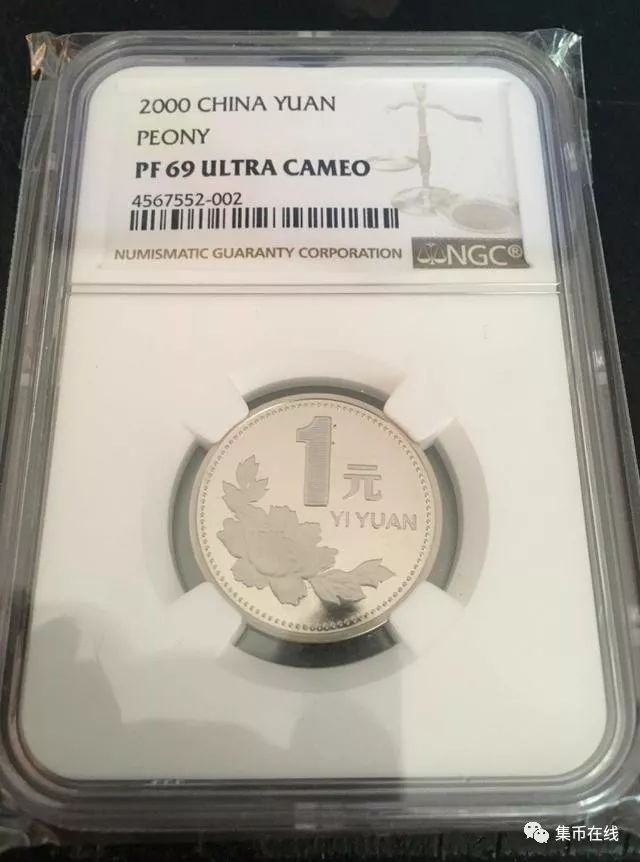 2000 CHINA YUAN
PEONY
PF 69 ULTRA CAMEO
4567552-002
NUMISMATIC GUARANTY CORPORATION NGC®
1元
YI YUAN
集币在线